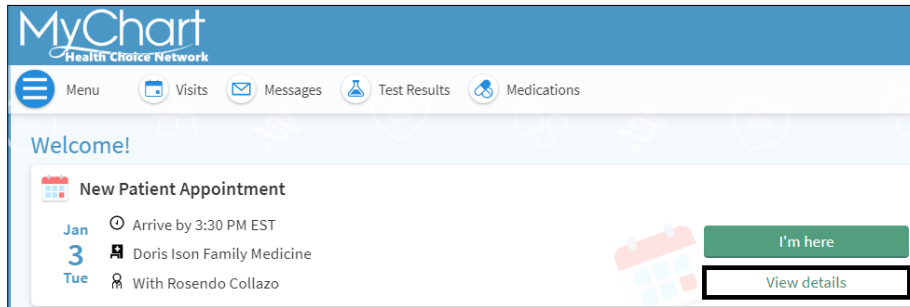 MyChart
Health Choice Network
Menu Visits Messages Test Results Medications
Welcome!
New Patient Appointment
Jan
3
Tue
Arrive by 3:30 PM EST
Doris Ison Family Medicine
With Rosendo Collazo
I'm here
View details